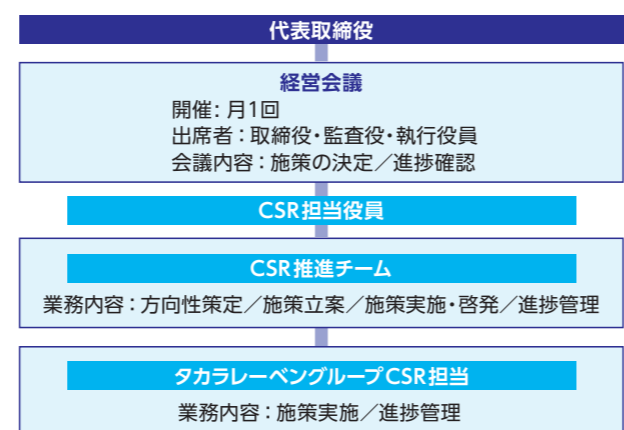 代表取締役
経営会議
開催：月1回
出席者：取締役・監査役・執行役員
会議内容：施策の決定／進捗確認
CSR担当役員
CSR推進チーム
業務内容：方向性策定／施策立案／施策実施・啓発／進捗管理
タカラレーベングループCSR担当
業務内容：施策実施／進捗管理